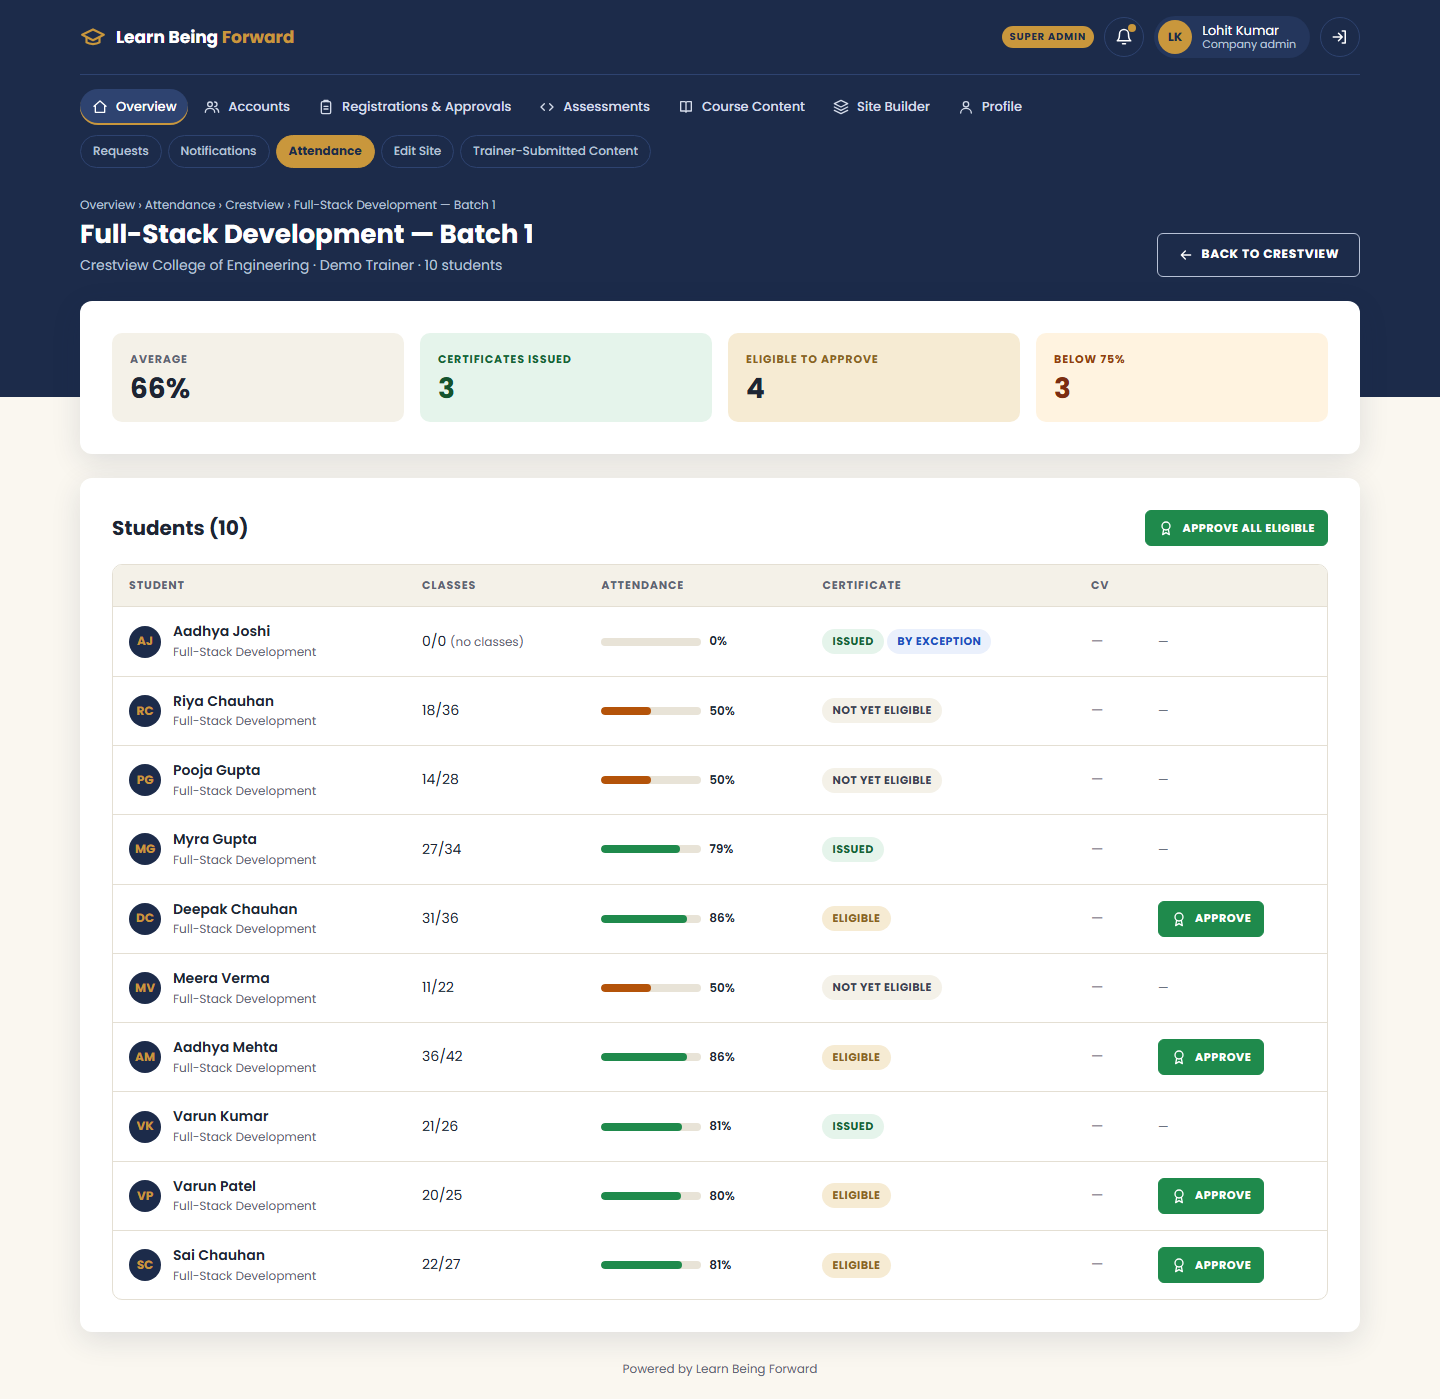 Learn Being Forward
SUPER ADMIN
LK
Lohit Kumar
Company admin
Overview
Accounts
Registrations & Approvals
Assessments
Course Content
Site Builder
Profile
Requests
Notifications
Attendance
Edit Site
Trainer-Submitted Content
Overview › Attendance › Crestview › Full-Stack Development — Batch 1
Full-Stack Development — Batch 1
Crestview College of Engineering · Demo Trainer · 10 students
← BACK TO CRESTVIEW
AVERAGE
66%
CERTIFICATES ISSUED
3
ELIGIBLE TO APPROVE
4
BELOW 75%
3
Students (10)
APPROVE ALL ELIGIBLE
STUDENT CLASSES ATTENDANCE CERTIFICATE CV
AJ Aadhya Joshi 0/0 (no classes) 0% ISSUED BY EXCEPTION — —
Full-Stack Development
RC Riya Chauhan 18/36 50% NOT YET ELIGIBLE — —
Full-Stack Development
PG Pooja Gupta 14/28 50% NOT YET ELIGIBLE — —
Full-Stack Development
MG Myra Gupta 27/34 79% ISSUED — —
Full-Stack Development
DC Deepak Chauhan 31/36 86% ELIGIBLE — APPROVE
Full-Stack Development
MV Meera Verma 11/22 50% NOT YET ELIGIBLE — —
Full-Stack Development
AM Aadhya Mehta 36/42 86% ELIGIBLE — APPROVE
Full-Stack Development
VK Varun Kumar 21/26 81% ISSUED — —
Full-Stack Development
VP Varun Patel 20/25 80% ELIGIBLE — APPROVE
Full-Stack Development
SC Sai Chauhan 22/27 81% ELIGIBLE — APPROVE
Full-Stack Development
Powered by Learn Being Forward